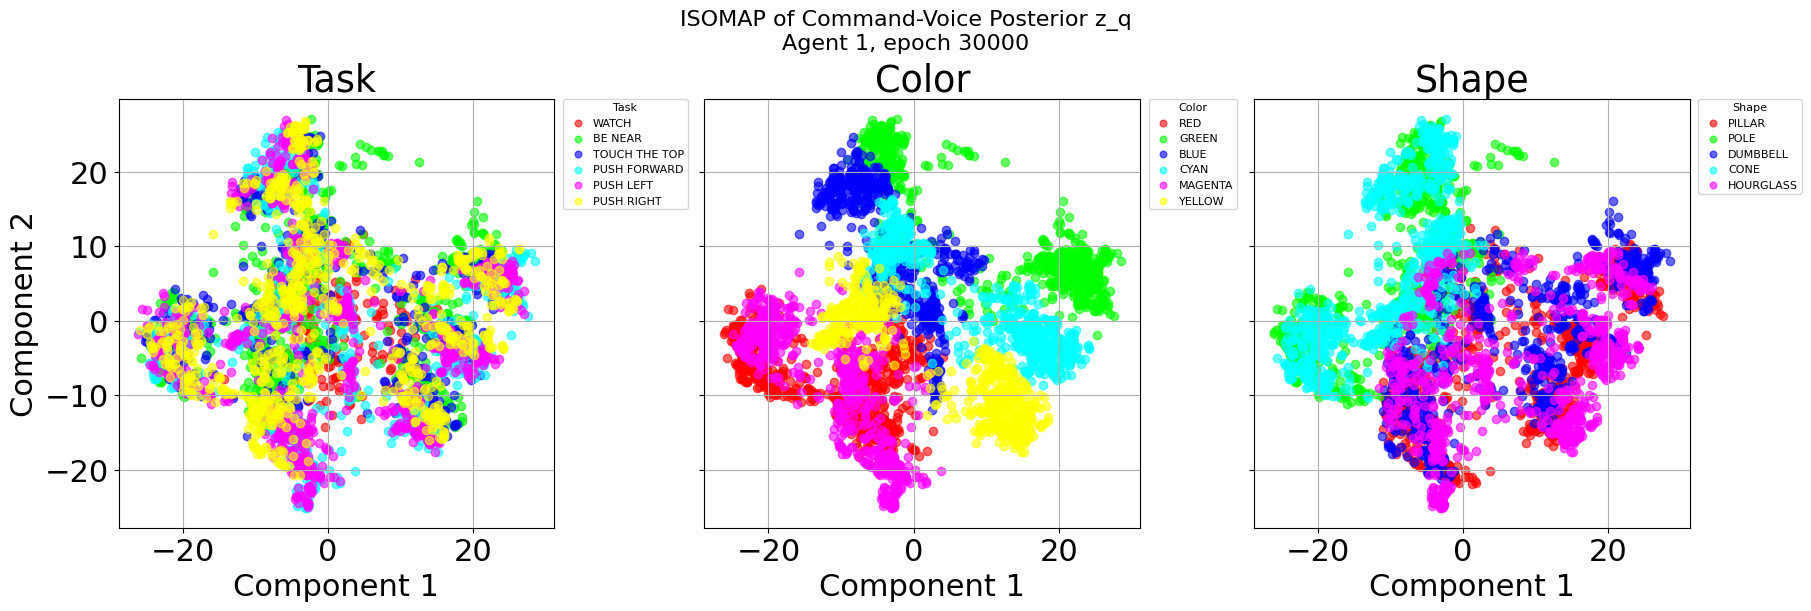 ISOMAP of Command-Voice Posterior z_q
Agent 1, epoch 30000
Task
Color
Shape
Task
WATCH
BE NEAR
TOUCH THE TOP
PUSH FORWARD
PUSH LEFT
PUSH RIGHT
Color
RED
GREEN
BLUE
CYAN
MAGENTA
YELLOW
Shape
PILLAR
POLE
DUMBBELL
CONE
HOURGLASS
Component 2
20
10
0
−10
−20
−20 0 20
−20 0 20
−20 0 20
Component 1
Component 1
Component 1